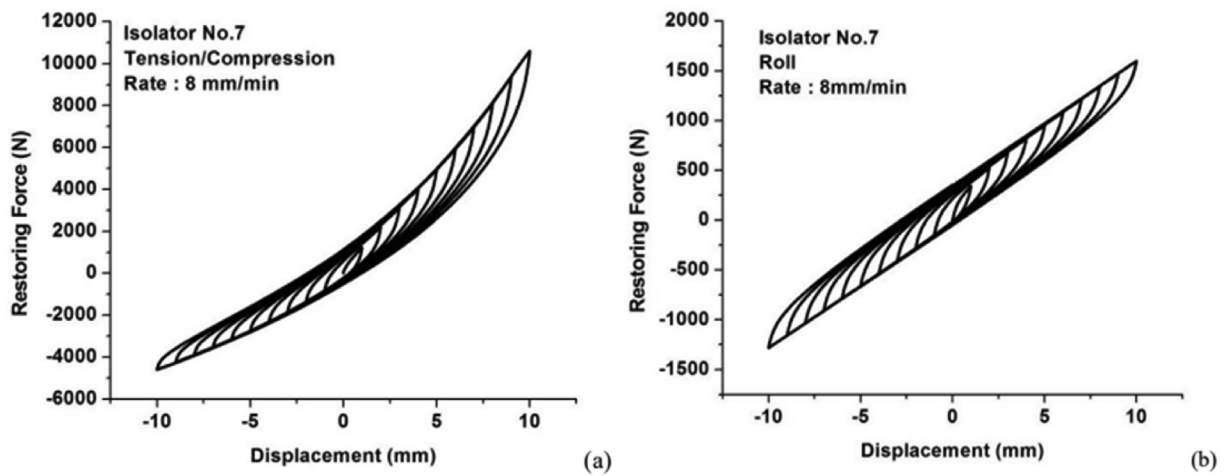 Isolator No.7
Tension/Compression
Rate : 8 mm/min
Restoring Force (N)
12000
10000
8000
6000
4000
2000
0
-2000
-4000
-6000
-10 -5 0 5 10
Displacement (mm)
(a)
Isolator No.7
Roll
Rate : 8mm/min
Restoring Force (N)
2000
1500
1000
500
0
-500
-1000
-1500
-10 -5 0 5 10
Displacement (mm)
(b)